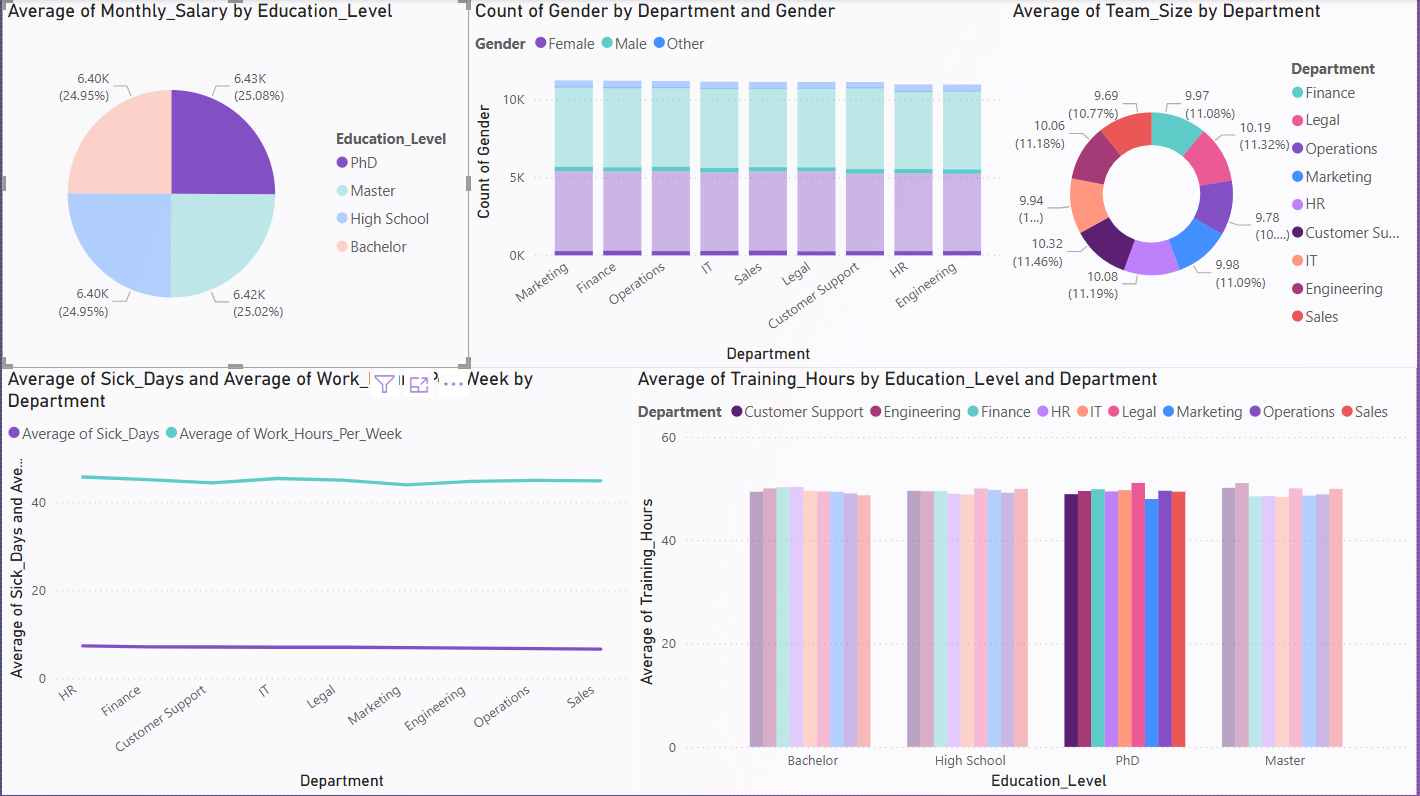 Average of Monthly_Salary by Education_Level
6.40K
(24.95%)
6.43K
(25.08%)
6.40K
(24.95%)
6.42K
(25.02%)
Education_Level
PhD
Master
High School
Bachelor
Count of Gender by Department and Gender
Gender Female Male Other
Count of Gender
10K
5K
0K
Marketing
Finance
Operations
IT
Sales
Legal
Customer Support
HR
Engineering
Department
Average of Team_Size by Department
9.69
(10.77%)
9.97
(11.08%)
10.06
(11.18%)
10.19
(11.32%)
9.94
(1...)
9.78
(10....)
10.32
(11.46%)
9.98
(11.09%)
10.08
(11.19%)
Department
Finance
Legal
Operations
Marketing
HR
Customer Su...
IT
Engineering
Sales
Average of Sick_Days and Average of Work_ Week by
Department
Average of Sick_Days Average of Work_Hours_Per_Week
Average of Sick_Days and Ave...
40
20
0
HR
Finance
Customer Support
IT
Legal
Marketing
Engineering
Operations
Sales
Department
Average of Training_Hours by Education_Level and Department
Department Customer Support Engineering Finance HR IT Legal Marketing Operations Sales
Average of Training_Hours
60
40
20
0
Bachelor
High School
PhD
Master
Education_Level